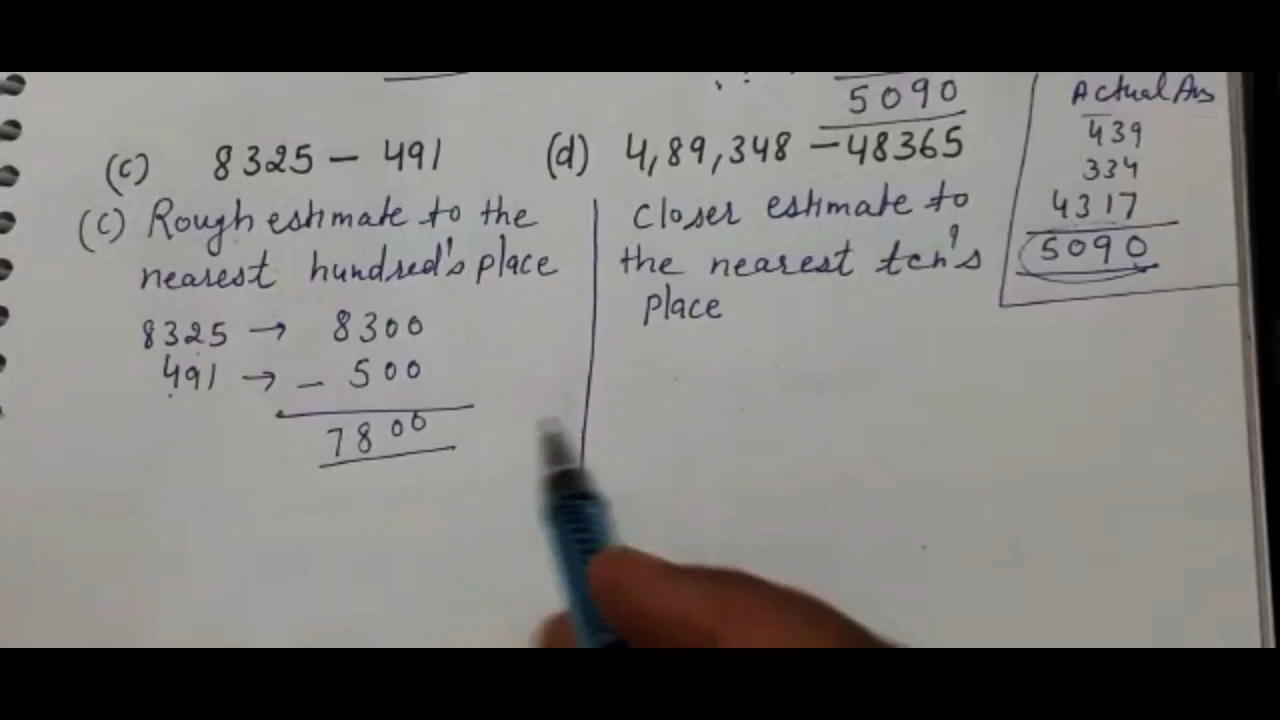 5090
(c) 8325 - 491
(d) 4,89,348 - 48365
(c) Rough estimate to the
nearest hundred's place
8325 → 8300
491 → - 500
7800
Closer estimate to
the nearest ten's
place
Actual Ans
439
334
4317
5090